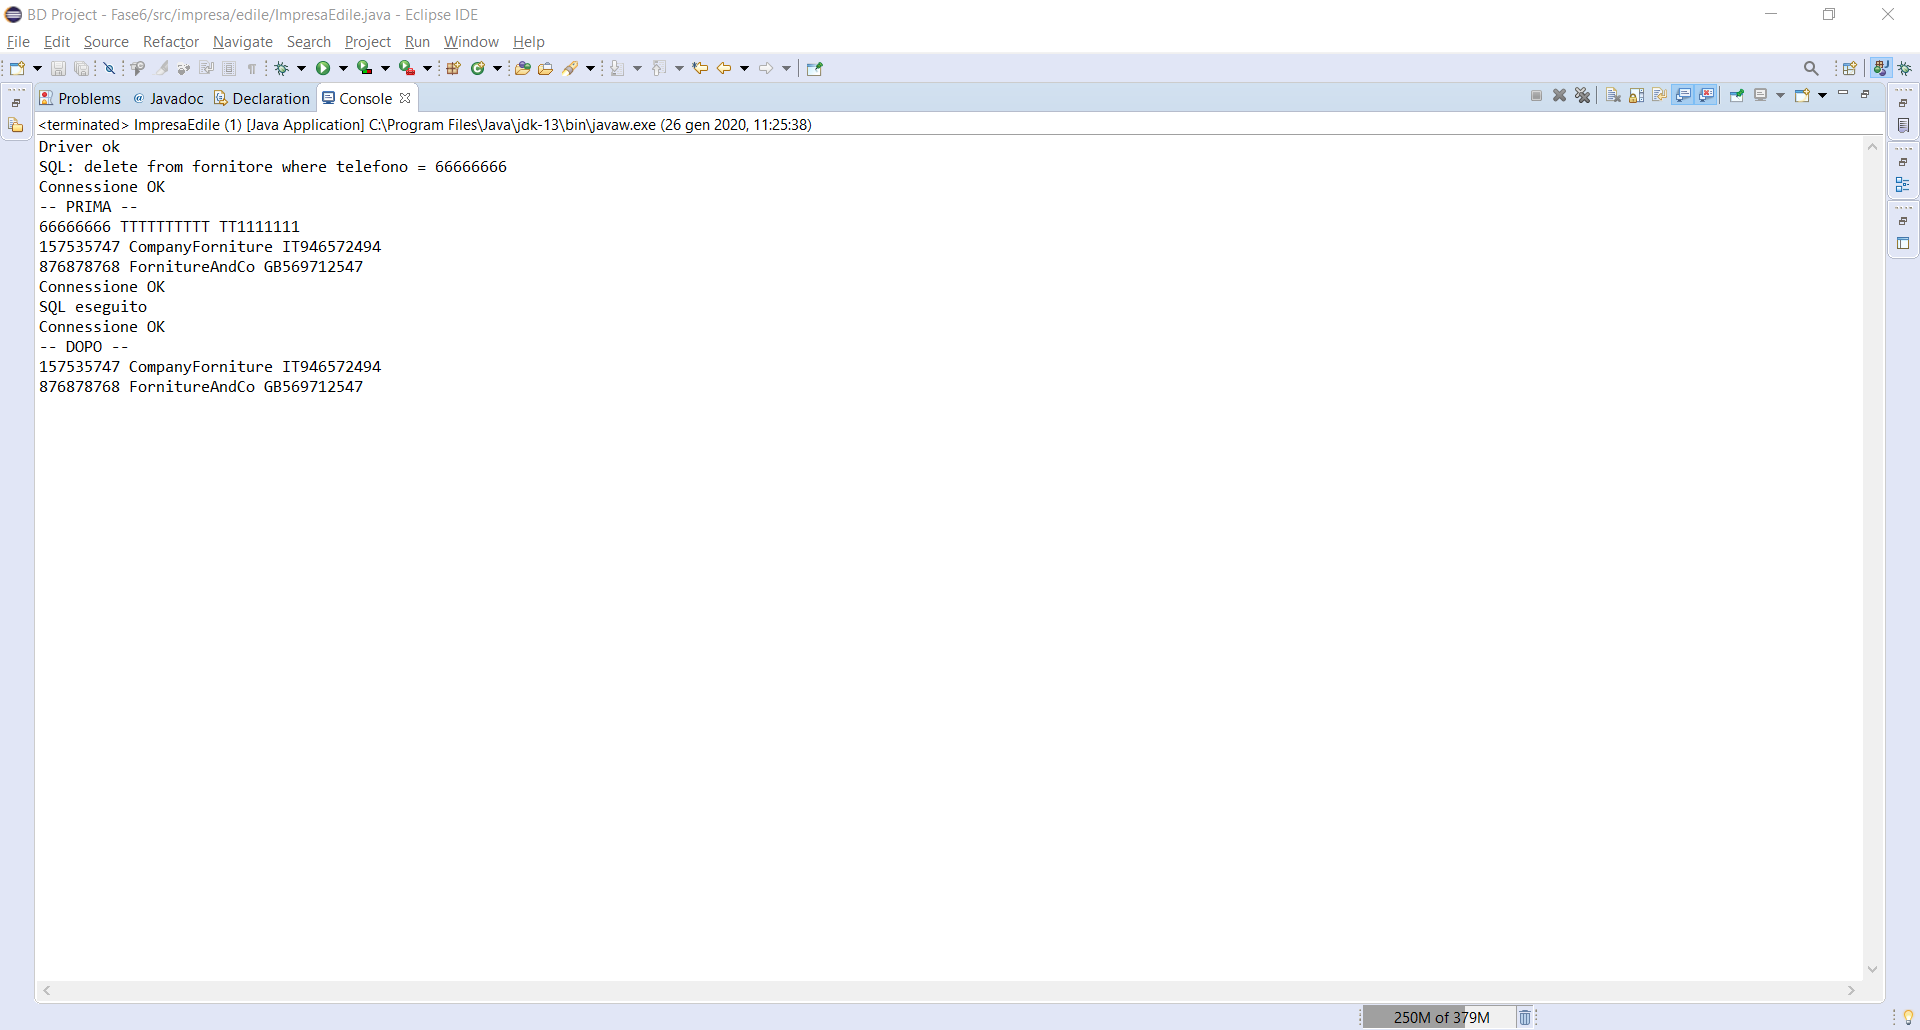 BD Project - Fase6/src/impresa/edile/ImpresaEdile.java - Eclipse IDE
File Edit Source Refactor Navigate Search Project Run Window Help
Problems @ Javadoc Declaration Console
<terminated> ImpresaEdile (1) [Java Application] C:\Program Files\Java\jdk-13\bin\javaw.exe (26 gen 2020, 11:25:38)
Driver ok
SQL: delete from fornitore where telefono = 66666666
Connessione OK
-- PRIMA --
66666666 TTTTTTTTTT TT1111111
157535747 CompanyForniture IT946572494
876878768 FornitureAndCo GB569712547
Connessione OK
SQL eseguito
Connessione OK
-- DOPO --
157535747 CompanyForniture IT946572494
876878768 FornitureAndCo GB569712547
250M of 379M